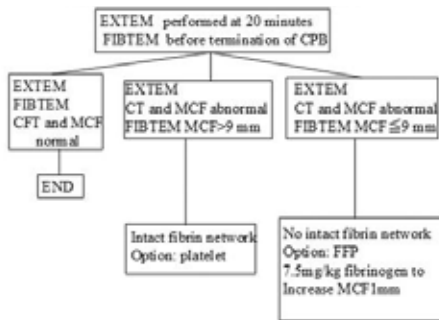 EXTEM performed at 20 minutes
FIBTEM before termination of CPB
EXTEM
FIBTEM
CFT and MCF
normal
EXTEM
CT and MCF abnormal
FIBTEM MCF>9 mm
EXTEM
CT and MCF abnormal
FIBTEM MCF≦9 mm
END
Intact fibrin network
Option: platelet
No intact fibrin network
Option: FFP
7.5mg/kg fibrinogen to
Increase MCF1mm